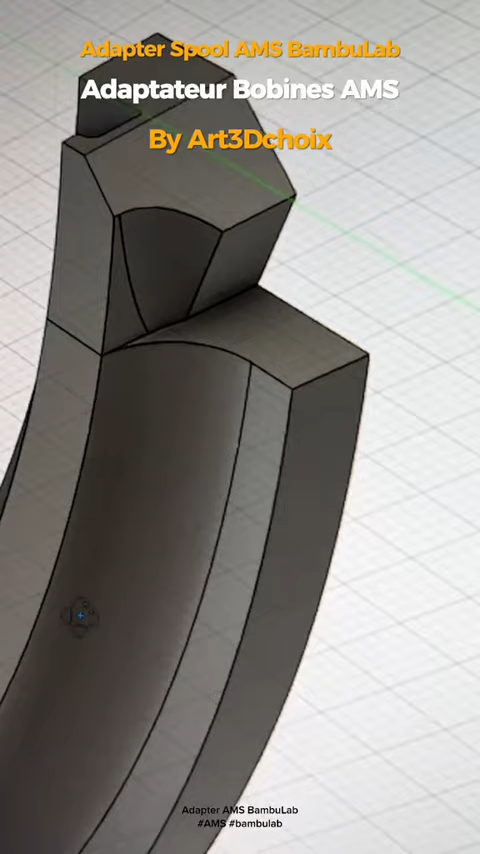 Adapter Spool AMS BambuLab
Adaptateur Bobines AMS
By Art3Dchoix
Adapter AMS BambuLab
#AMS #bambulab